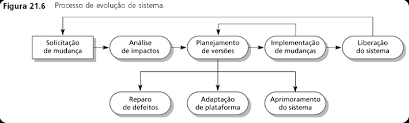 Figura 21.6 Processo de evolução de sistema.
Solicitação
de mudança
Análise
de impactos
Planejamento
de versões
Implementação
de mudanças
Liberação
do sistema
Reparo
de defeitos
Adaptação
de plataforma
Aprimoramento
do sistema